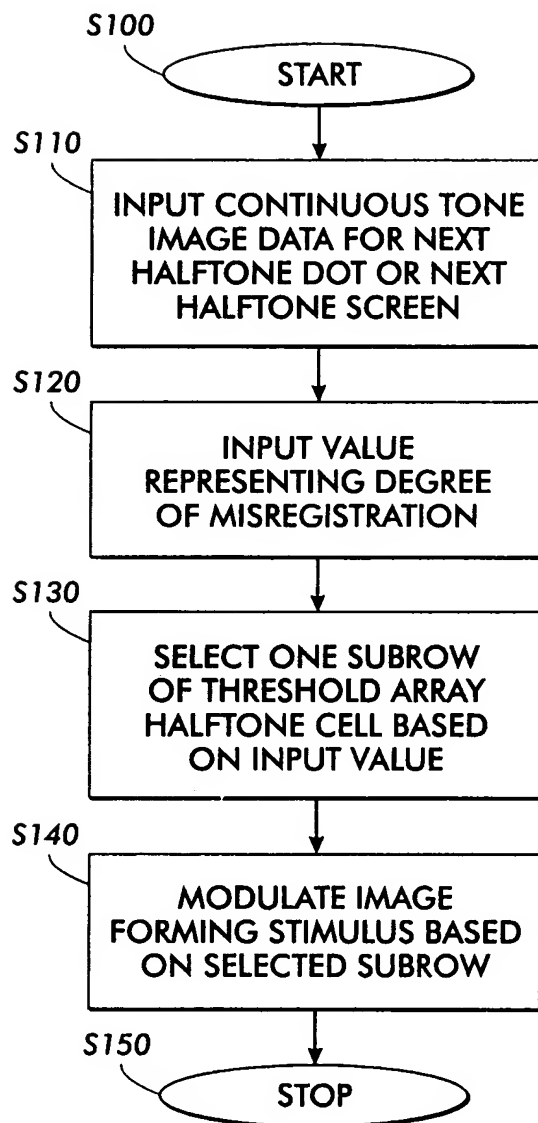 S100
START
S110
INPUT CONTINUOUS TONE
IMAGE DATA FOR NEXT
HALFTONE DOT OR NEXT
HALFTONE SCREEN
S120
INPUT VALUE
REPRESENTING DEGREE
OF MISREGISTRATION
S130
SELECT ONE SUBROW
OF THRESHOLD ARRAY
HALFTONE CELL BASED
ON INPUT VALUE
S140
MODULATE IMAGE
FORMING STIMULUS BASED
ON SELECTED SUBROW
S150
STOP